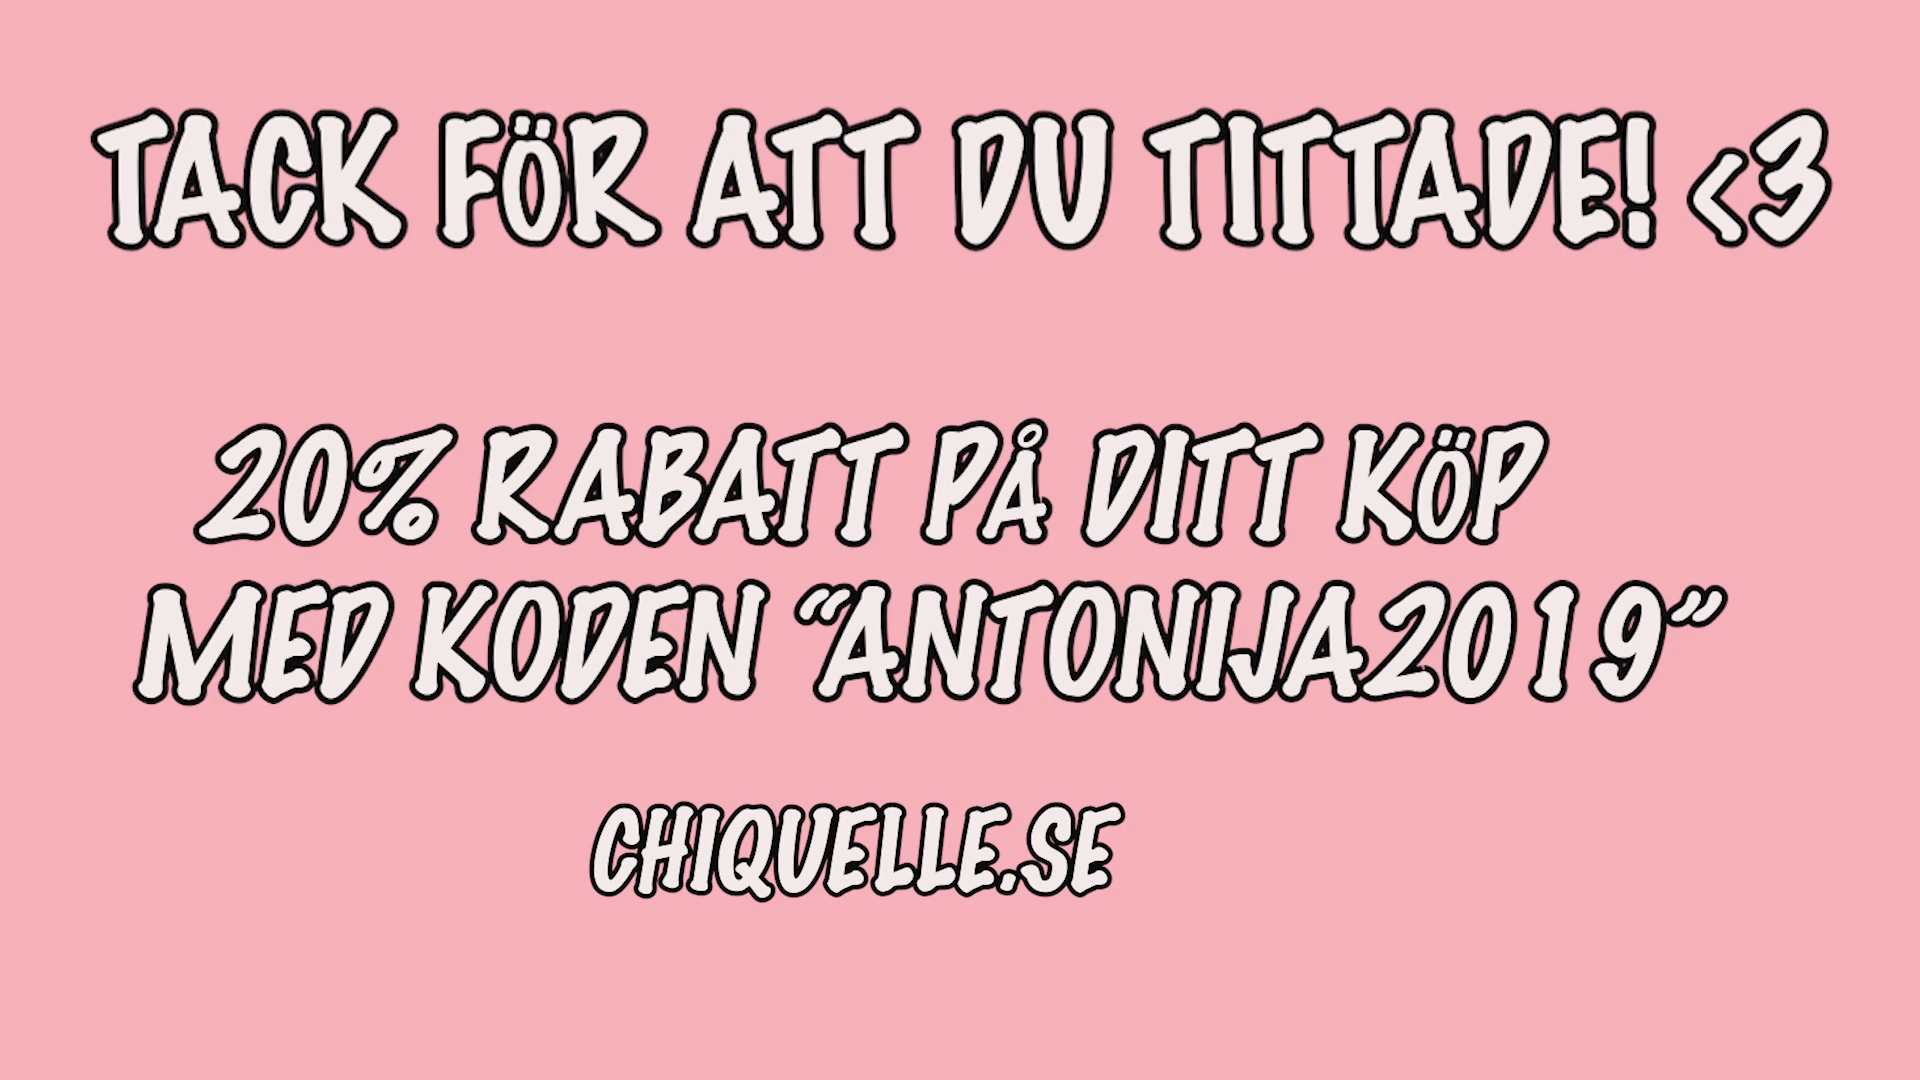 TACK FÖR ATT DU TITTADE! <3
20% RABATT PÅ DITT KÖP
MED KODEN “ANTONIJA2019”
CHIQUELLE.SE